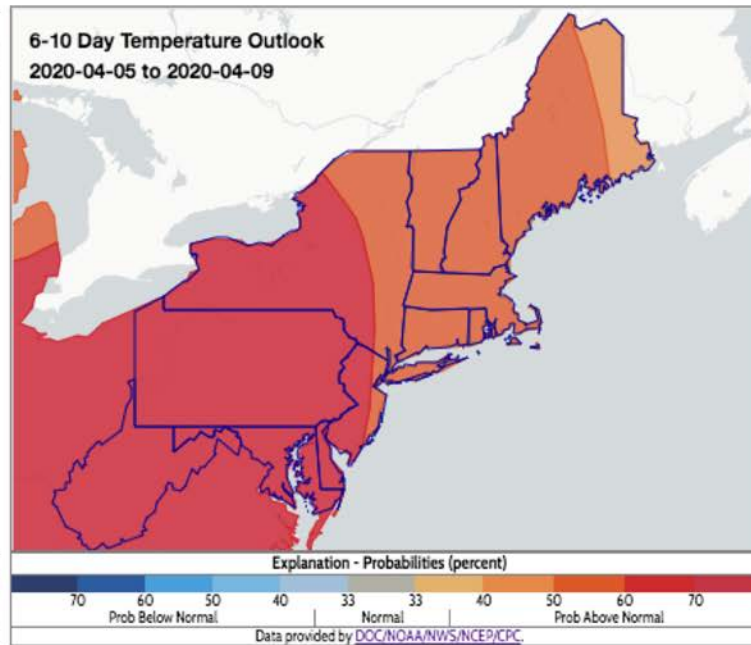 6-10 Day Temperature Outlook
2020-04-05 to 2020-04-09
Explanation - Probabilities (percent)
70 60 50 40 33 33 40 50 60 70
Prob Below Normal Normal Prob Above Normal
Data provided by DOC/NOAA/NWS/NCEP/CPC.